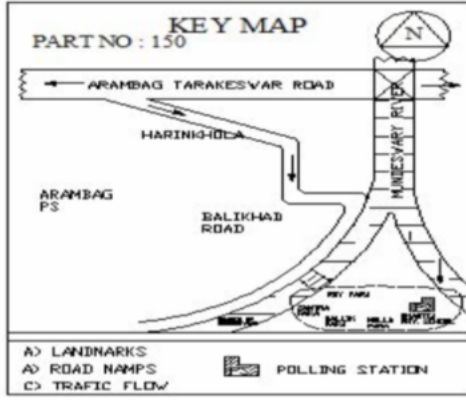 KEY MAP
PART NO : 150
N
ARAMBAG TARAKESVAR ROAD
MUNDESVARY RIVER
HARINKHOLA
ARAMBAG
PS
BALIKHAD
ROAD
PARA
A) LANDNARKS
A) ROAD NAMPS
C) TRAFIC FLOW
POLLING STATION